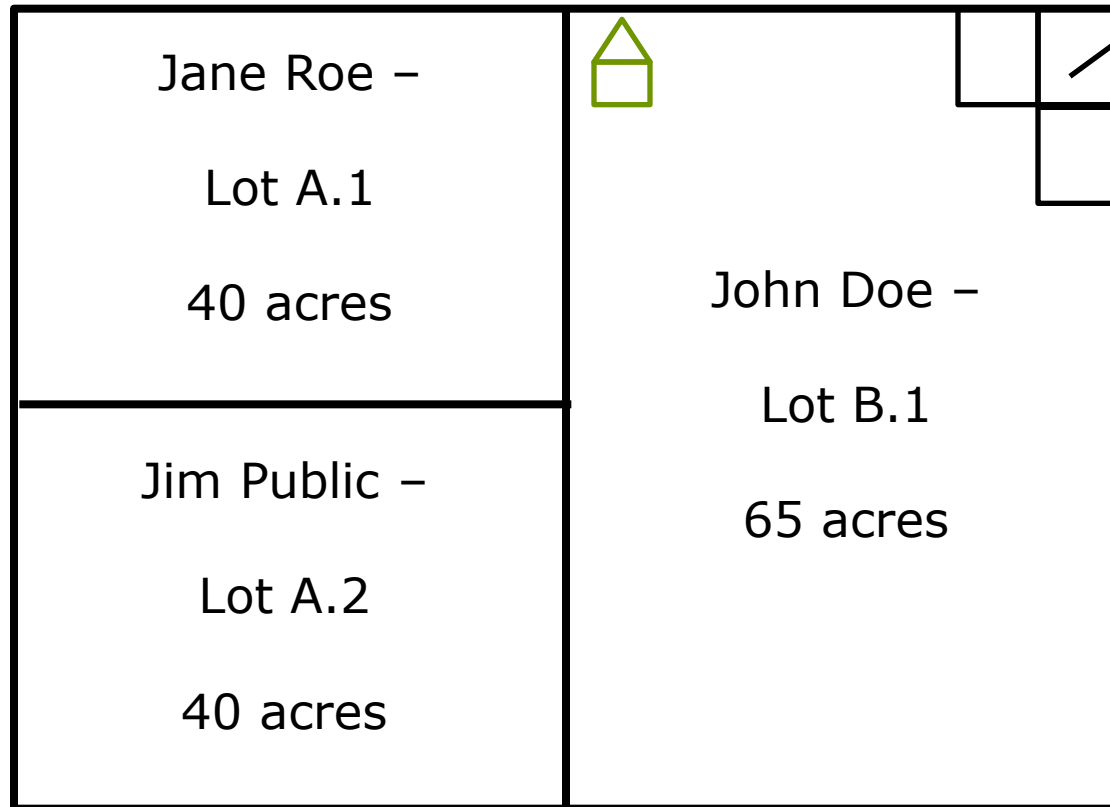 Jane Roe –
Lot A.1
40 acres
Jim Public –
Lot A.2
40 acres
John Doe –
Lot B.1
65 acres